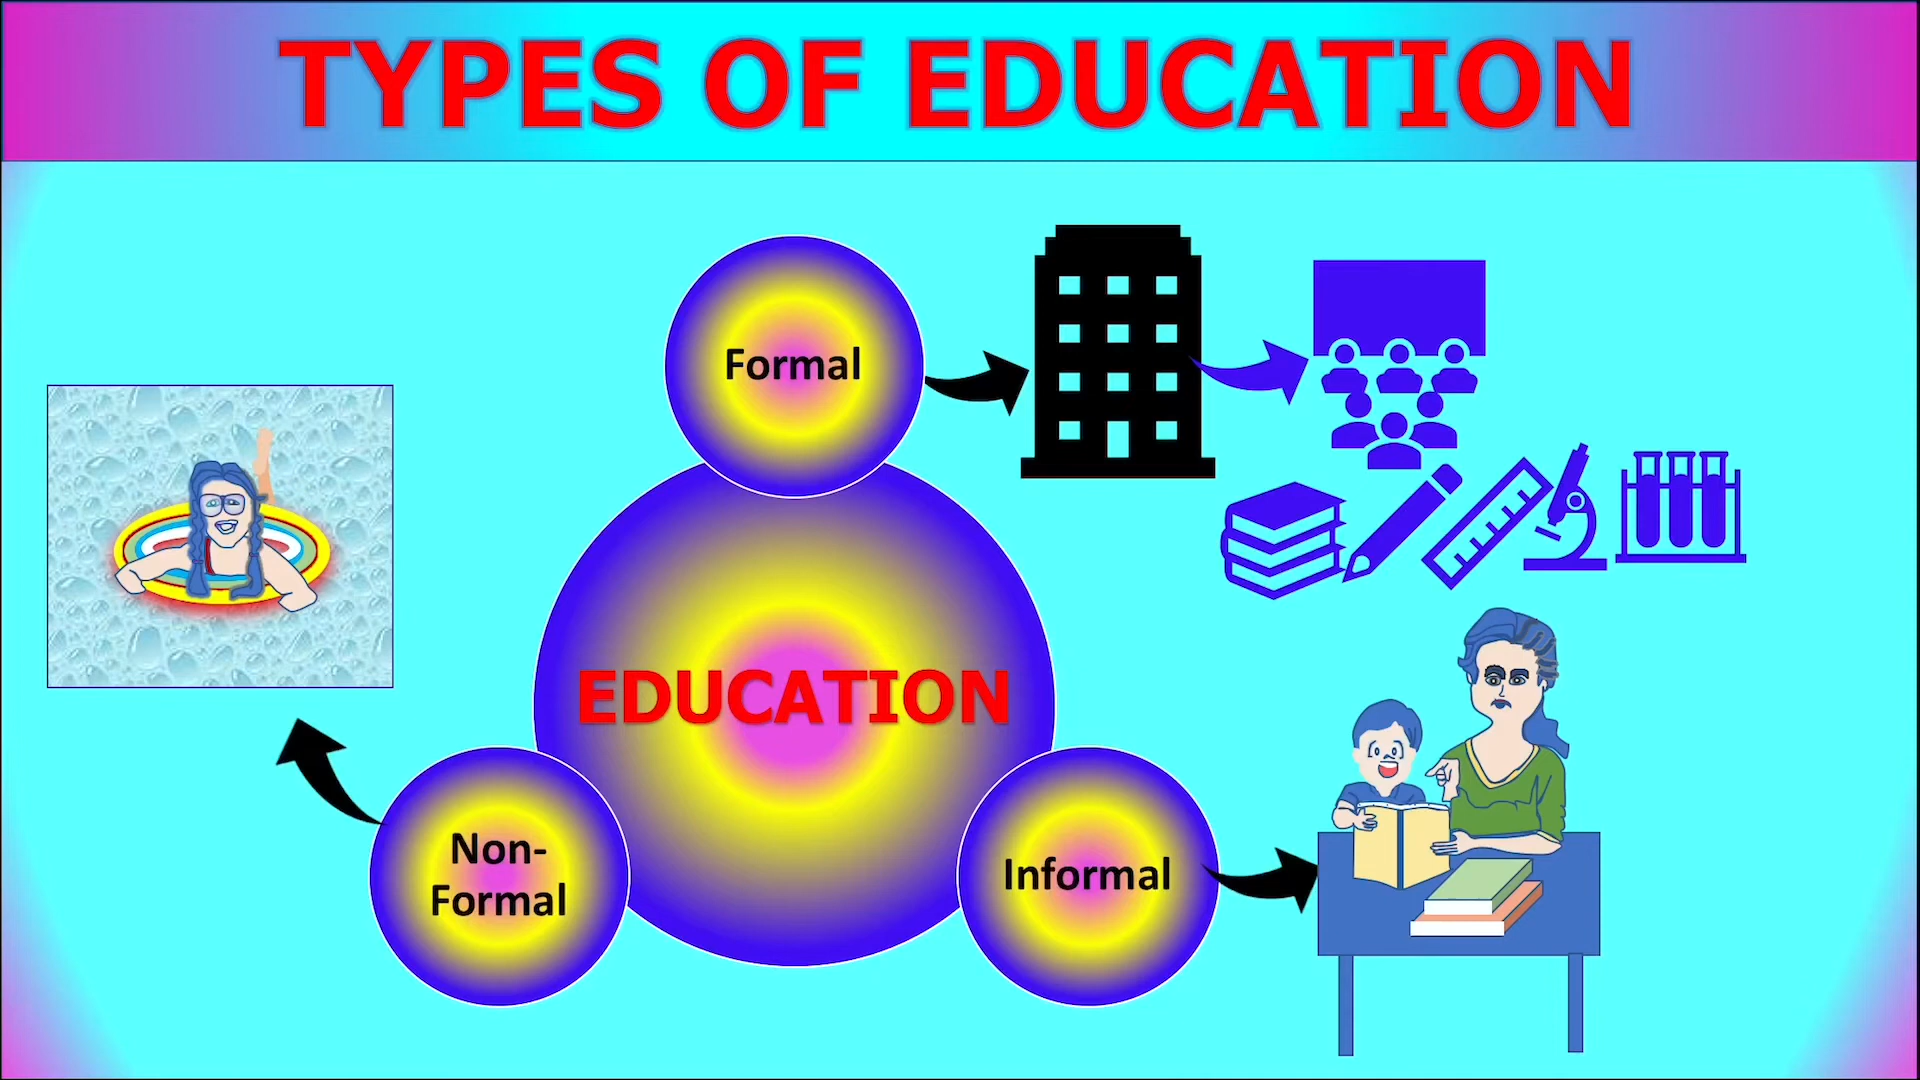 TYPES OF EDUCATION
Formal
EDUCATION
Non-
Formal
Informal